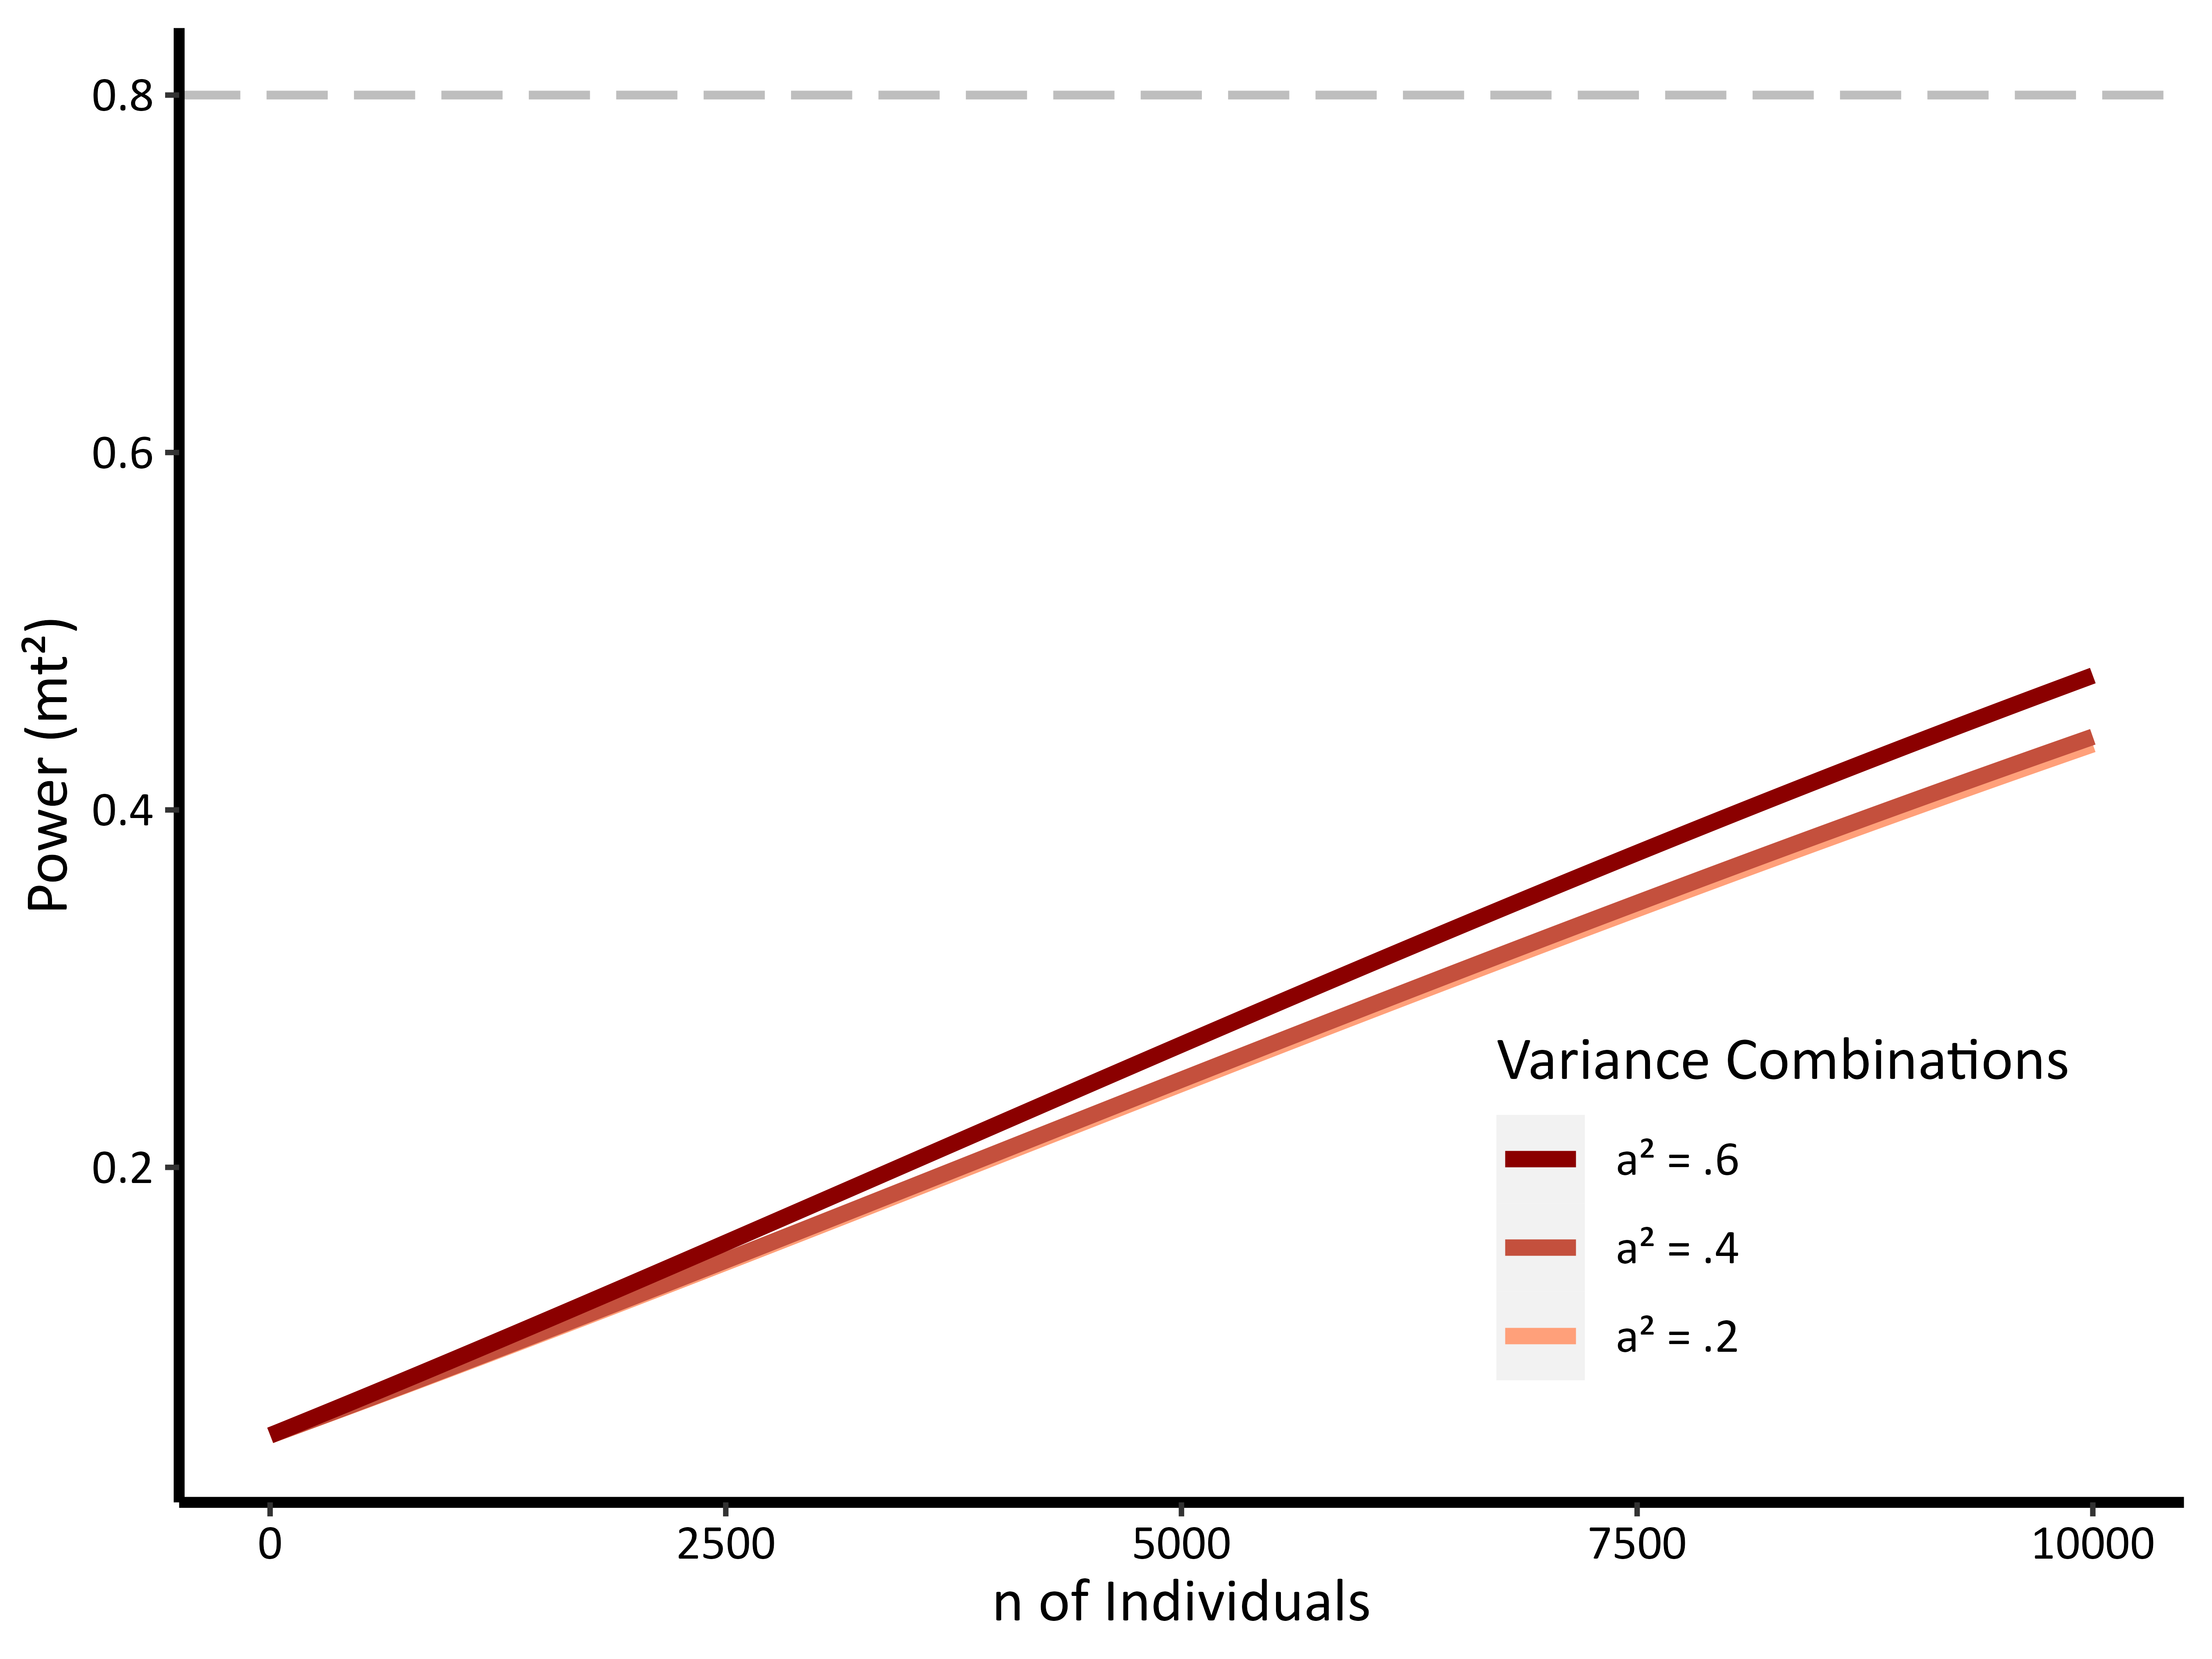 0.8
0.6
0.4
0.2
Power (mt²)
0
2500
5000
7500
10000
n of Individuals
Variance Combinations
a² = .6
a² = .4
a² = .2